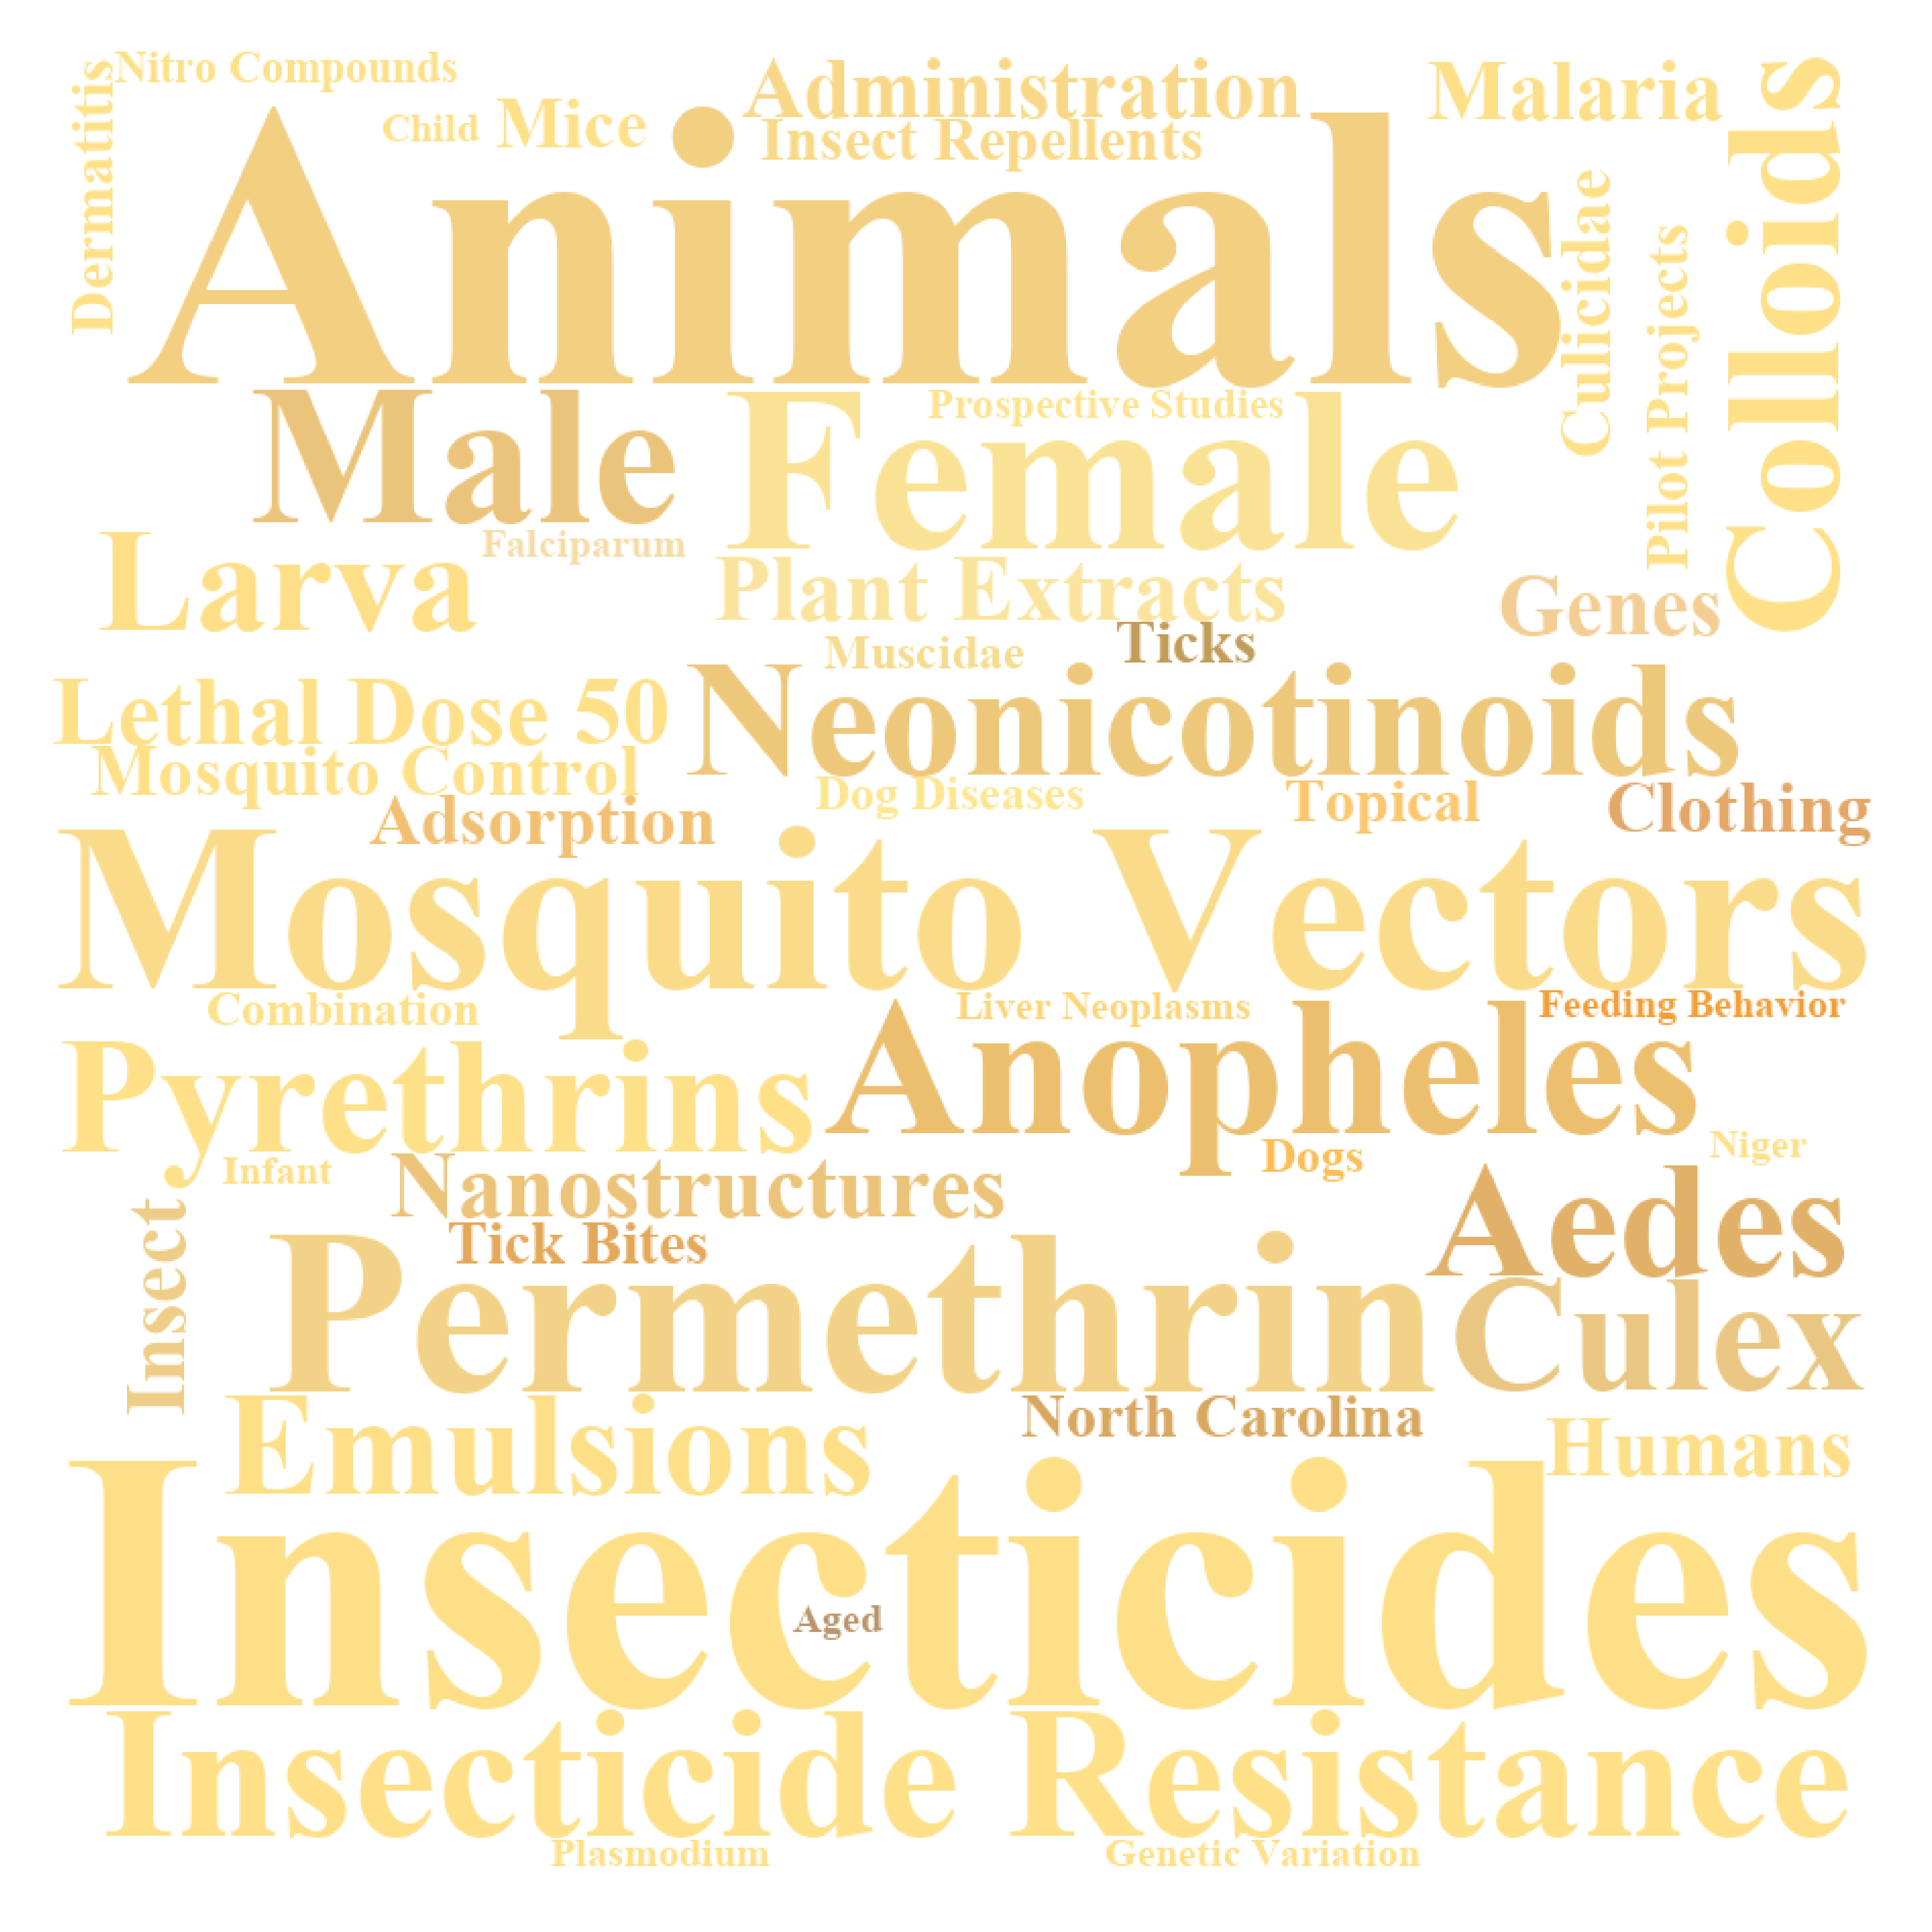 Nitro Compounds
Dermatitis
Child
Mice
Administration
Insect Repellents
Malaria
Colloids
Animals
Culicidae
Pilot Projects
Male
Female
Prospective Studies
Larva
Falciparum
Plant Extracts
Genes
Muscidae
Ticks
Lethal Dose 50
Neonicotinoids
Mosquito Control
Dog Diseases
Topical
Clothing
Adsorption
Mosquito Vectors
Combination
Liver Neoplasms
Feeding Behavior
Pyrethrins
Anopheles
Infant
Dogs
Niger
Nanostructures
Insect
Tick Bites
Aedes
Permethrin
Culex
Emulsions
North Carolina
Humans
Insecticides
Aged
Insecticide Resistance
Plasmodium
Genetic Variation